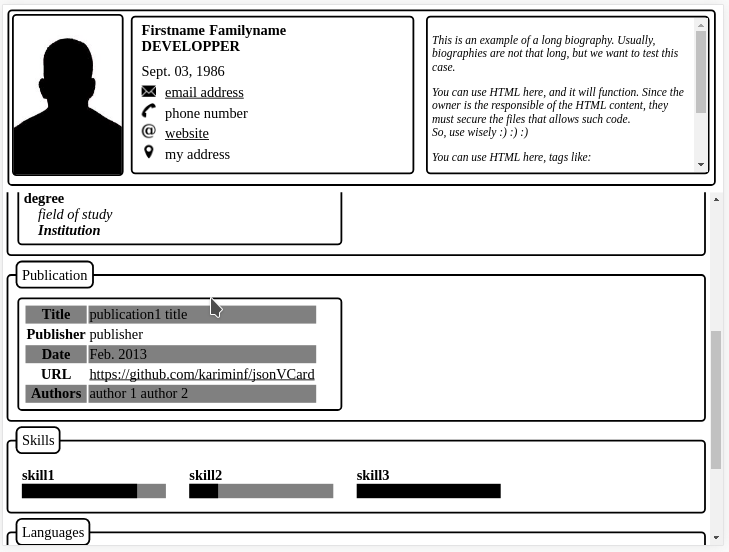 Firstname Familyname
DEVELOPPER
Sept. 03, 1986
email address
phone number
@ website
my address
This is an example of a long biography. Usually,
biographies are not that long, but we want to test this
case.
You can use HTML here, and it will function. Since the
owner is the responsible of the HTML content, they
must secure the files that allows such code.
So, use wisely :) :) :)
You can use HTML here, tags like:
degree
field of study
Institution
Publication
Title publication1 title
Publisher publisher
Date Feb. 2013
URL https://github.com/kariminf/jsonVCard
Authors author 1 author 2
Skills
skill1 skill2 skill3
Languages